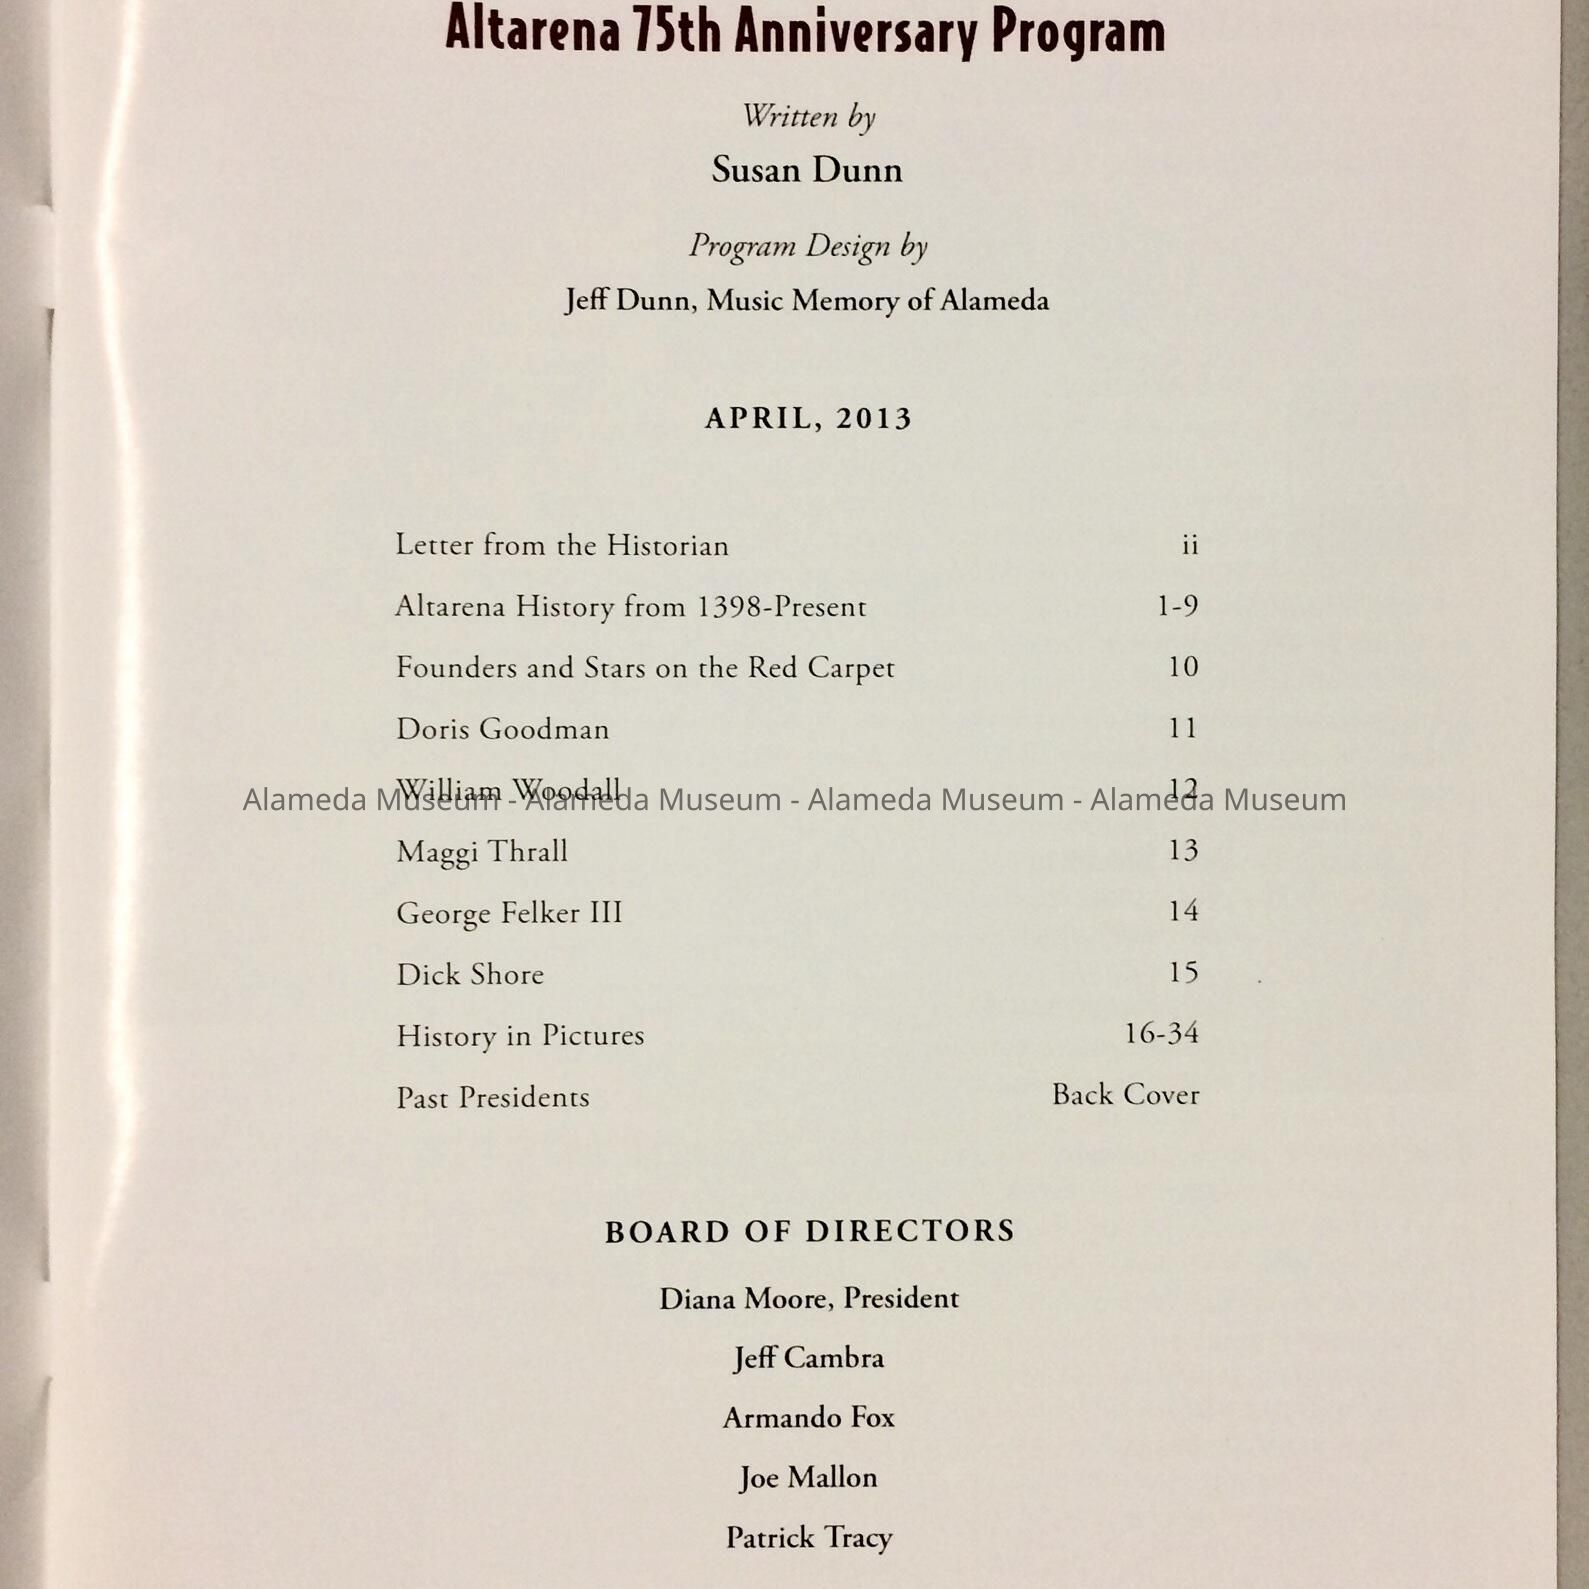 Altarena 75th Anniversary Program
Written by
Susan Dunn
Program Design by
Jeff Dunn, Music Memory of Alameda
APRIL, 2013
Letter from the Historian ii
Altarena History from 1398-Present 1-9
Founders and Stars on the Red Carpet 10
Doris Goodman 11
William Woodall 12
Alameda Museum - Alameda Museum - Alameda Museum - Alameda Museum
Maggi Thrall 13
George Felker III 14
Dick Shore 15
History in Pictures 16-34
Past Presidents Back Cover
BOARD OF DIRECTORS
Diana Moore, President
Jeff Cambra
Armando Fox
Joe Mallon
Patrick Tracy